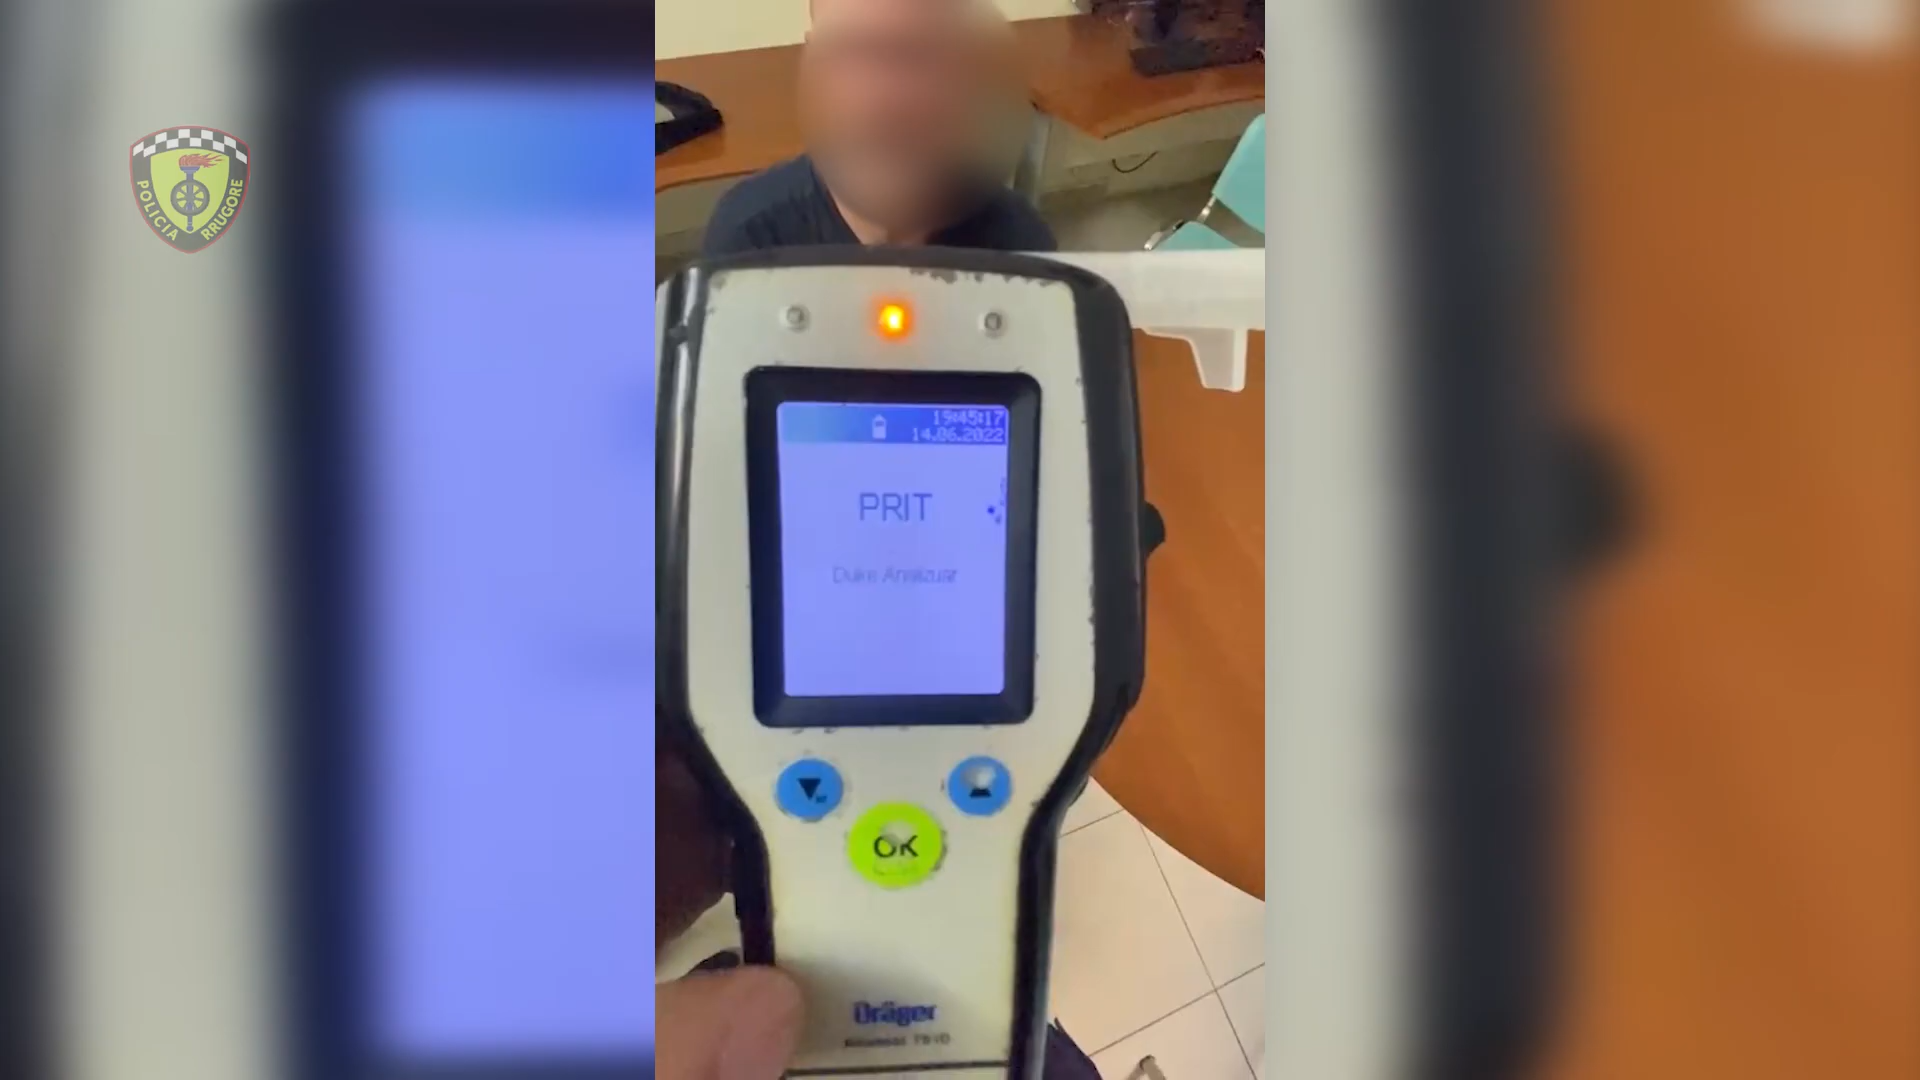 POLICIA RRUGORE
19:45:17
14.06.2022
PRIT
Duke Analizuar
OK
Dräger